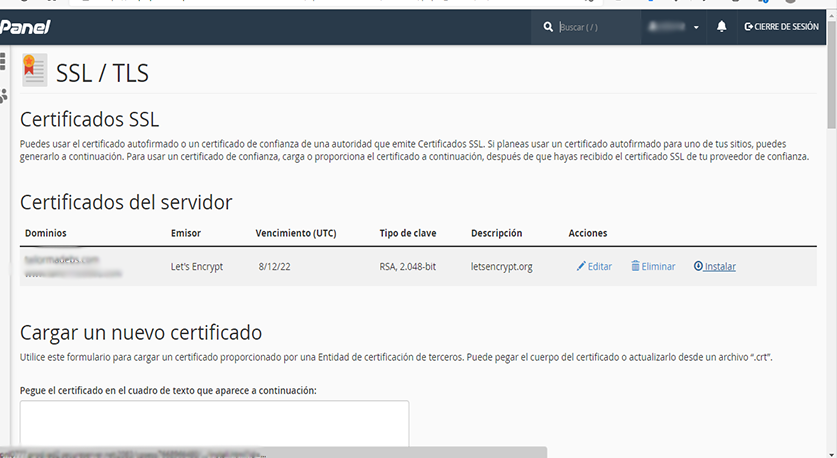 Panel
Buscar ( / )
CIERRE DE SESIÓN
SSL / TLS
Certificados SSL
Puedes usar el certificado autofirmado o un certificado de confianza de una autoridad que emite Certificados SSL. Si planeas usar un certificado autofirmado para uno de tus sitios, puedes
generarlo a continuación. Para usar un certificado de confianza, carga o proporciona el certificado a continuación, después de que hayas recibido el certificado SSL de tu proveedor de confianza.
Certificados del servidor
Dominios Emisor Vencimiento (UTC) Tipo de clave Descripción Acciones
Let's Encrypt 8/12/22 RSA, 2.048-bit letsencrypt.org Editar Eliminar Instalar
Cargar un nuevo certificado
Utilice este formulario para cargar un certificado proporcionado por una Entidad de certificación de terceros. Puede pegar el cuerpo del certificado o actualizarlo desde un archivo “.crt”.
Pegue el certificado en el cuadro de texto que aparece a continuación: